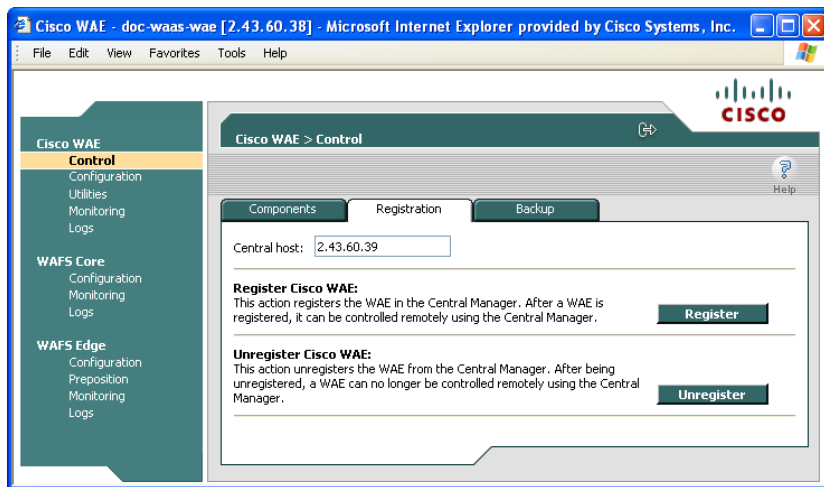 Cisco WAE - doc-waas-wae [2.43.60.38] - Microsoft Internet Explorer provided by Cisco Systems, Inc.
File Edit View Favorites Tools Help
CISCO
Cisco WAE
Control
Configuration
Utilities
Monitoring
Logs
WAFS Core
Configuration
Monitoring
Logs
WAFS Edge
Configuration
Preposition
Monitoring
Logs
Cisco WAE > Control
Help
Components Registration Backup
Central host: 2.43.60.39
Register Cisco WAE:
This action registers the WAE in the Central Manager. After a WAE is
registered, it can be controlled remotely using the Central Manager.
Register
Unregister Cisco WAE:
This action unregisters the WAE from the Central Manager. After being
unregistered, a WAE can no longer be controlled remotely using the Central
Manager.
Unregister